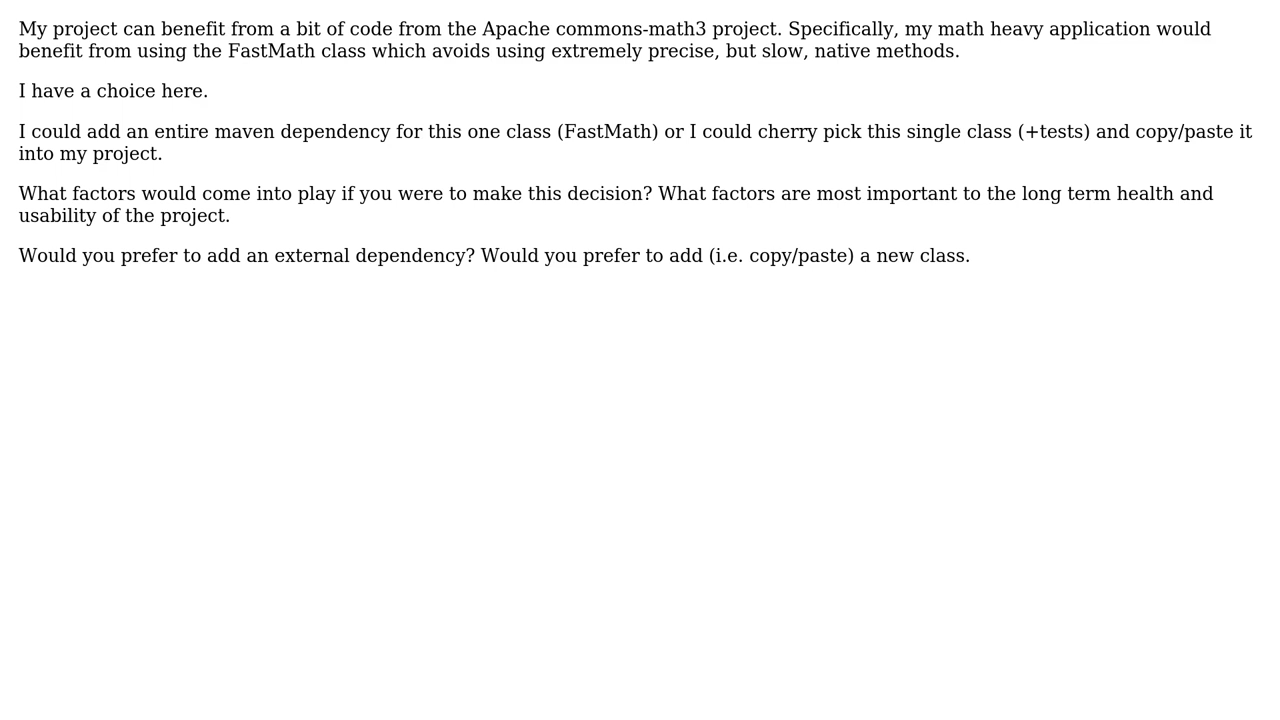 My project can benefit from a bit of code from the Apache commons-math3 project. Specifically, my math heavy application would
benefit from using the FastMath class which avoids using extremely precise, but slow, native methods.
I have a choice here.
I could add an entire maven dependency for this one class (FastMath) or I could cherry pick this single class (+tests) and copy/paste it
into my project.
What factors would come into play if you were to make this decision? What factors are most important to the long term health and
usability of the project.
Would you prefer to add an external dependency? Would you prefer to add (i.e. copy/paste) a new class.